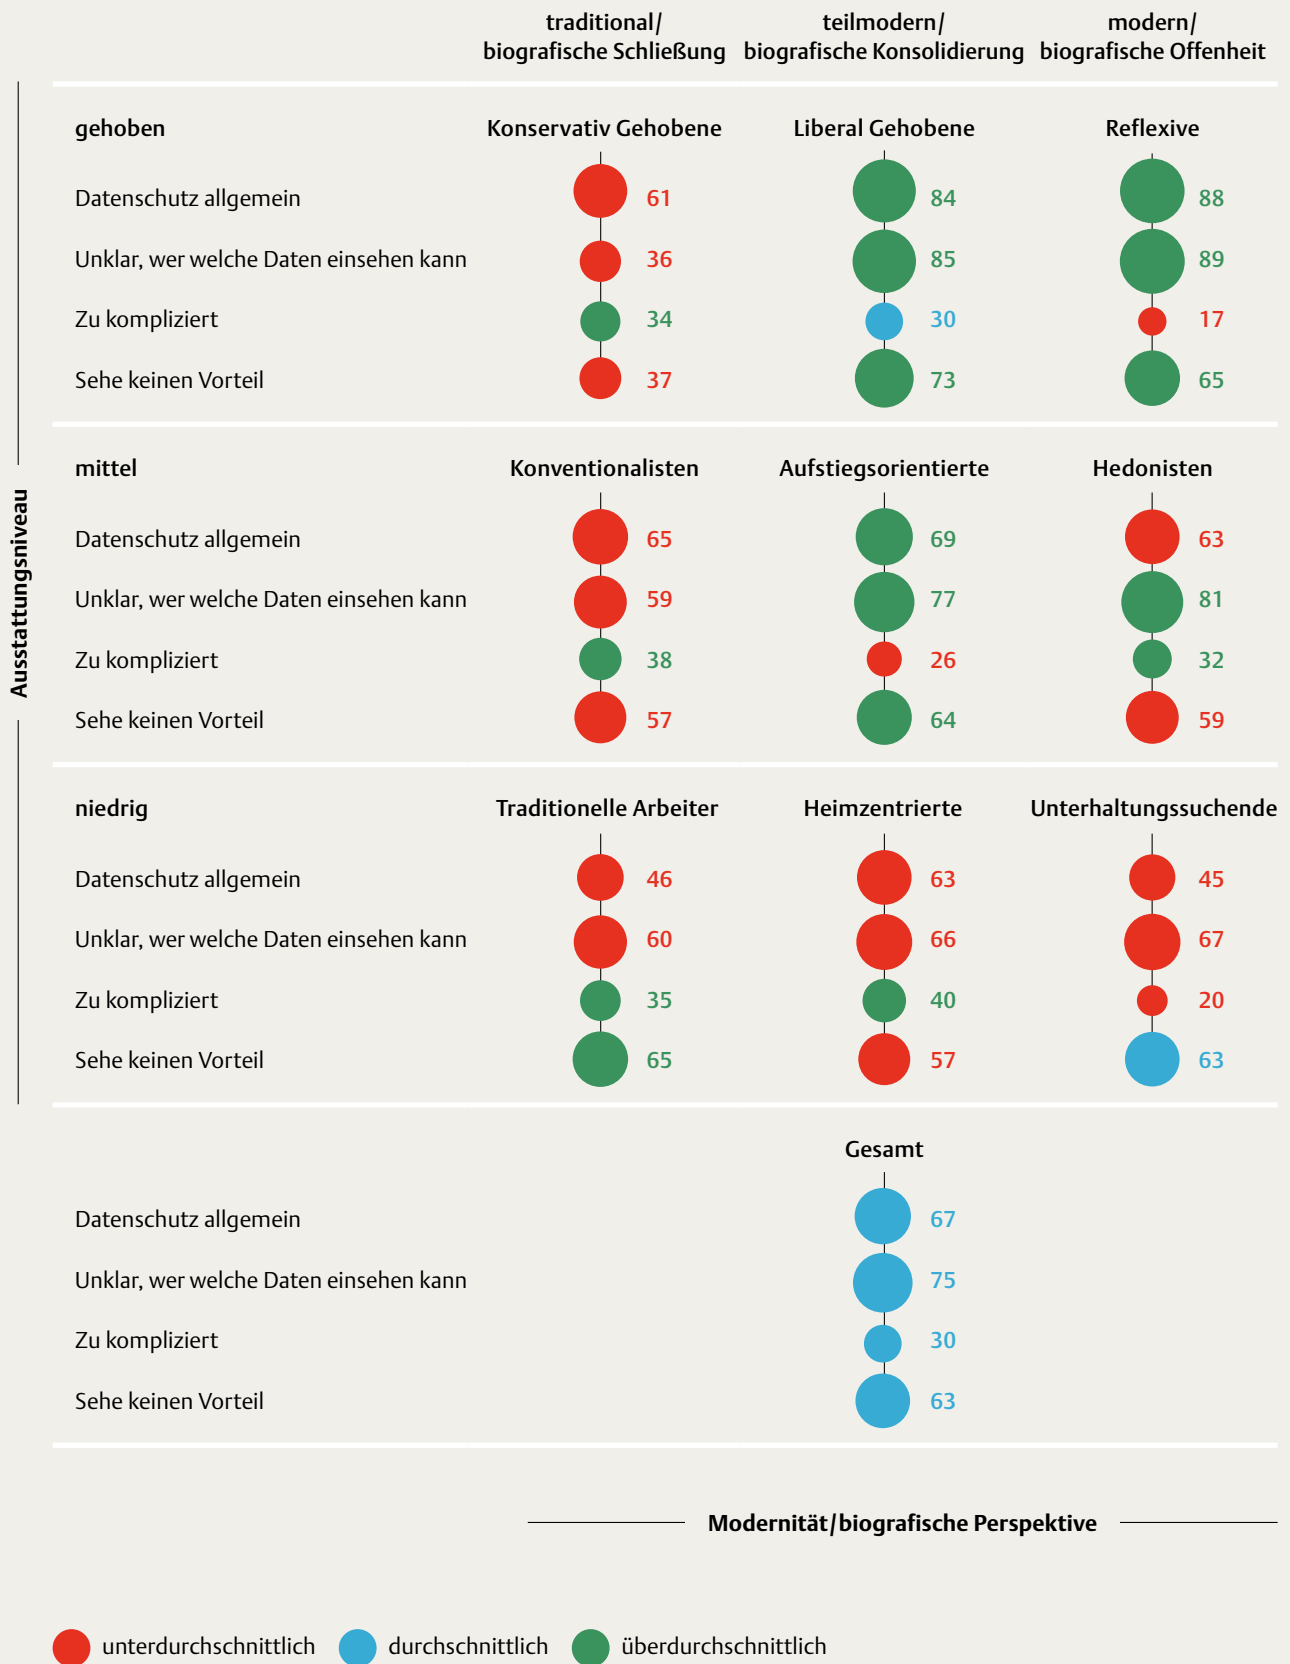 traditional/ teilmodern/ modern/
biografische Schließung biografische Konsolidierung biografische Offenheit
Ausstattungsniveau
gehoben Konservativ Gehobene Liberal Gehobene Reflexive
Datenschutz allgemein 61 84 88
Unklar, wer welche Daten einsehen kann 36 85 89
Zu kompliziert 34 30 17
Sehe keinen Vorteil 37 73 65
mittel Konventionalisten Aufstiegsorientierte Hedonisten
Datenschutz allgemein 65 69 63
Unklar, wer welche Daten einsehen kann 59 77 81
Zu kompliziert 38 26 32
Sehe keinen Vorteil 57 64 59
niedrig Traditionelle Arbeiter Heimzentrierte Unterhaltungssuchende
Datenschutz allgemein 46 63 45
Unklar, wer welche Daten einsehen kann 60 66 67
Zu kompliziert 35 40 20
Sehe keinen Vorteil 65 57 63
Gesamt
Datenschutz allgemein 67
Unklar, wer welche Daten einsehen kann 75
Zu kompliziert 30
Sehe keinen Vorteil 63
Modernität/biografische Perspektive
unterdurchschnittlich durchschnittlich überdurchschnittlich